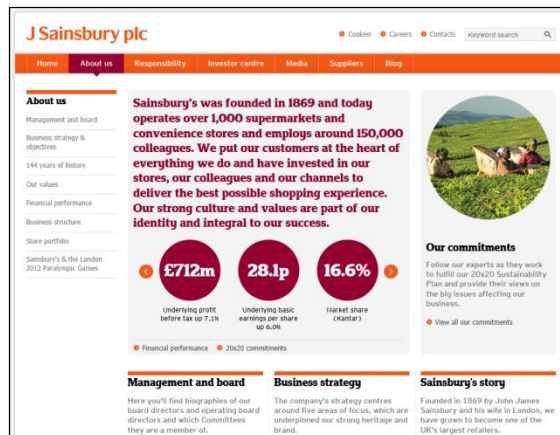 J Sainsbury plc
Cookies Careers Contacts Keyword search
Home About us Responsibility Investor centre Media Suppliers Blog
About us
Management and board
Business strategy &
objectives
144 years of history
Our values
Financial performance
Business structure
Store portfolio
Sainsbury's & the London
2012 Paralympic Games
Sainsbury's was founded in 1869 and today
operates over 1,000 supermarkets and
convenience stores and employs around 150,000
colleagues. We put our customers at the heart of
everything we do and have invested in our
stores, our colleagues and our channels to
deliver the best possible shopping experience.
Our strong culture and values are part of our
identity and integral to our success.
£712m
Underlying profit
before tax up 7.1%
28.1p
Underlying basic
earnings per share
up 6.0%
16.6%
Market share
(Kantar)
Financial performance 20x20 commitments
Our commitments
Follow our experts as they work
to fulfill our 20x20 Sustainability
Plan and provide their views on
the big issues affecting our
business.
View all our commitments
Management and board
Here you'll find biographies of our
board directors and operating board
directors and which Committees
they are a member of.
Business strategy
The company's strategy centres
around five areas of focus, which are
underpinned our strong heritage and
brand.
Sainsbury's story
Founded in 1869 by John James
Sainsbury and his wife in London, we
have grown to become one of the
UK's largest retailers.